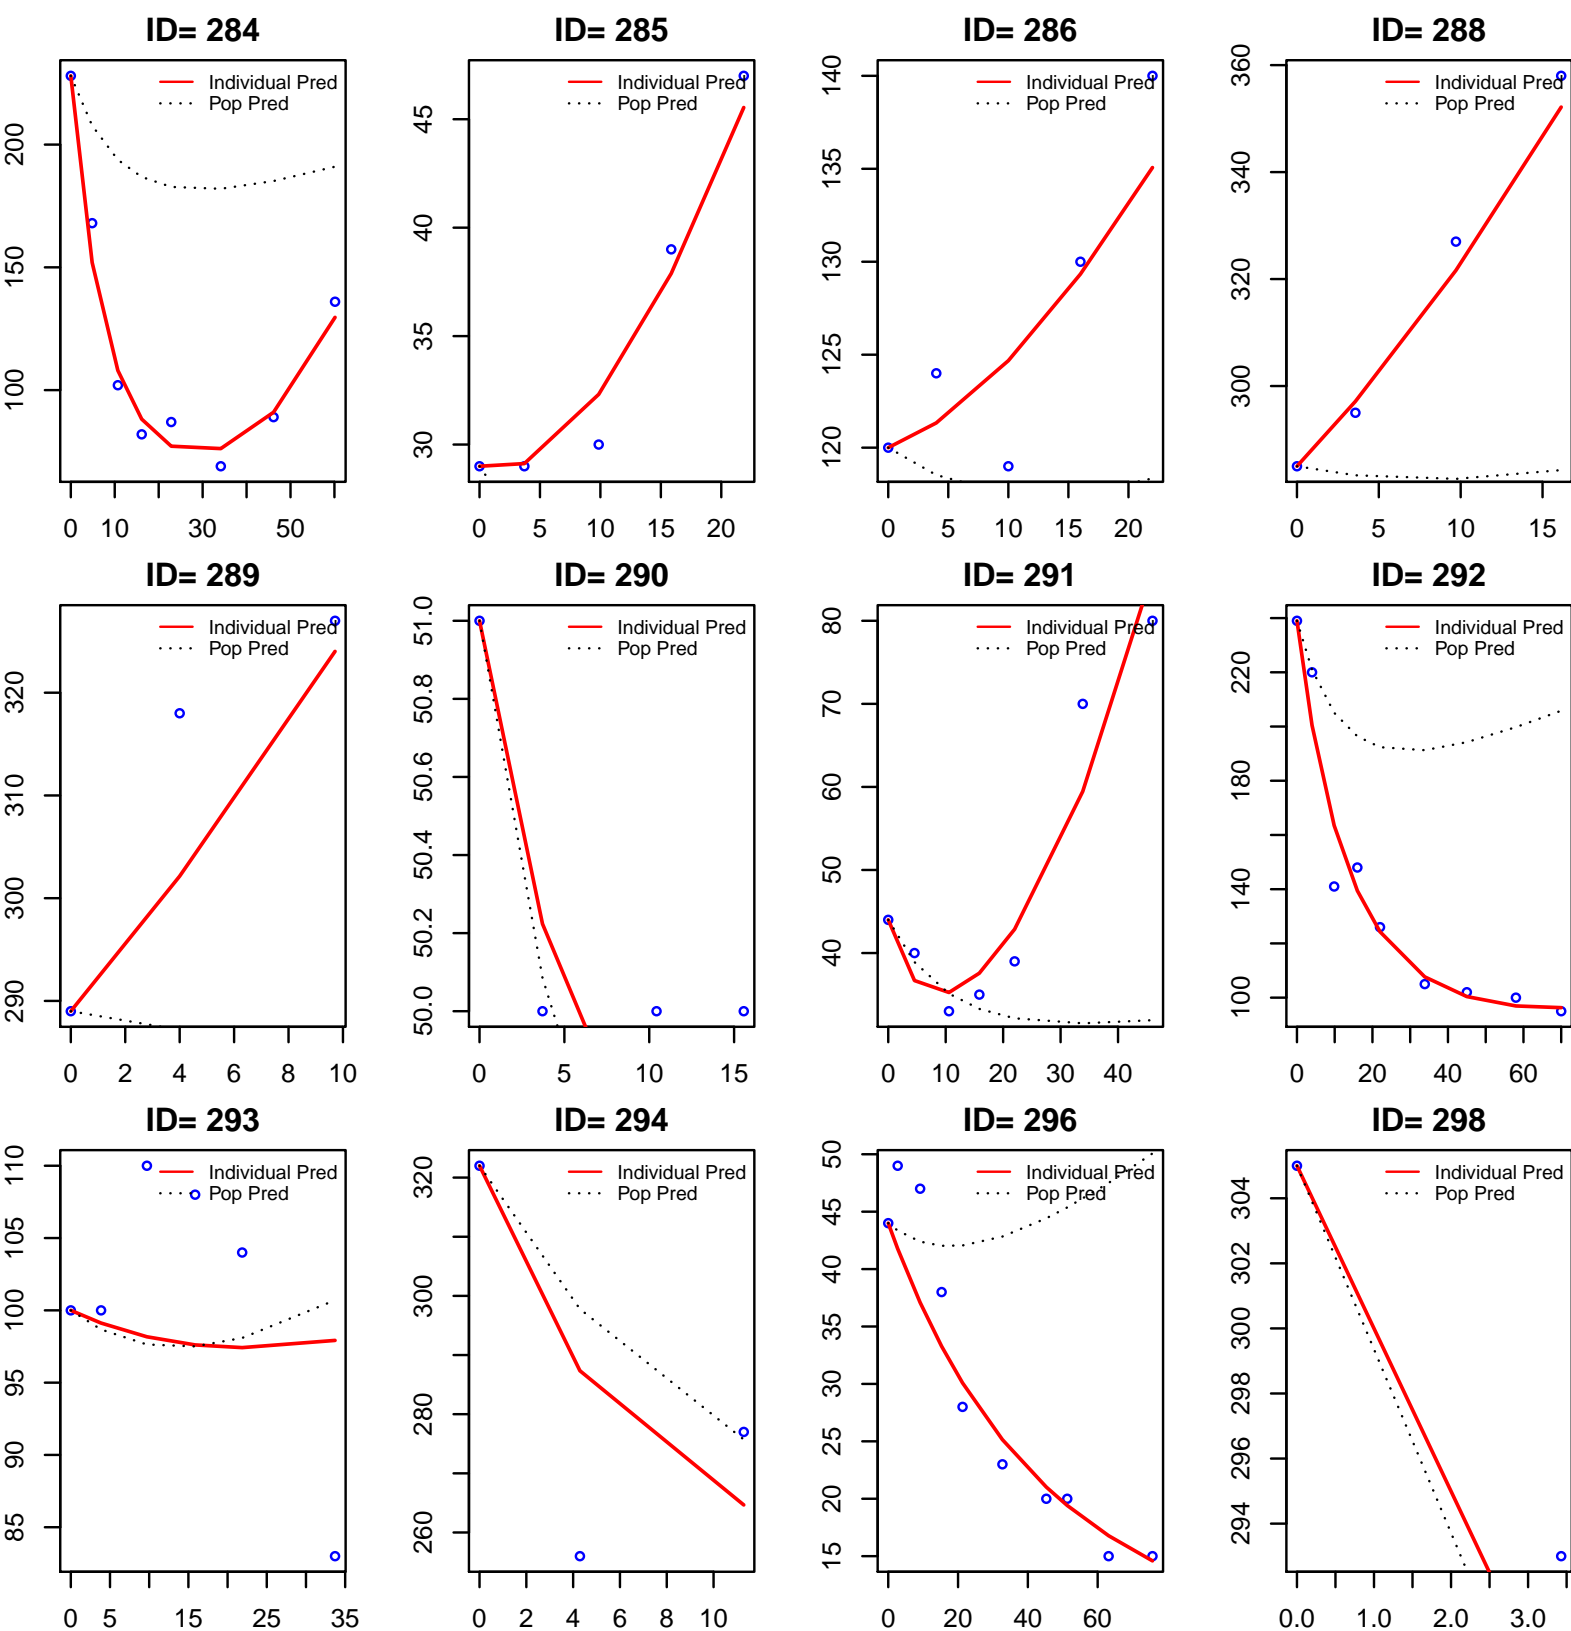 ID= 284
Individual Pred
Pop Pred
200
150
100
0 10 30 50
ID= 285
Individual Pred
Pop Pred
45
40
35
30
0 5 10 15 20
ID= 286
Individual Pred
Pop Pred
140
135
130
125
120
0 5 10 15 20
ID= 288
Individual Pred
Pop Pred
360
340
320
300
0 5 10 15
ID= 289
Individual Pred
Pop Pred
320
310
300
290
0 2 4 6 8 10
ID= 290
Individual Pred
Pop Pred
51.0
50.8
50.6
50.4
50.2
50.0
0 5 10 15
ID= 291
Individual Pred
Pop Pred
80
70
60
50
40
0 10 20 30 40
ID= 292
Individual Pred
Pop Pred
220
180
140
100
0 20 40 60
ID= 293
Individual Pred
Pop Pred
110
105
100
95
90
85
0 5 15 25 35
ID= 294
Individual Pred
Pop Pred
320
300
280
260
0 2 4 6 8 10
ID= 296
Individual Pred
Pop Pred
50
45
40
35
30
25
20
15
0 20 40 60
ID= 298
Individual Pred
Pop Pred
304
302
300
298
296
294
0.0 1.0 2.0 3.0